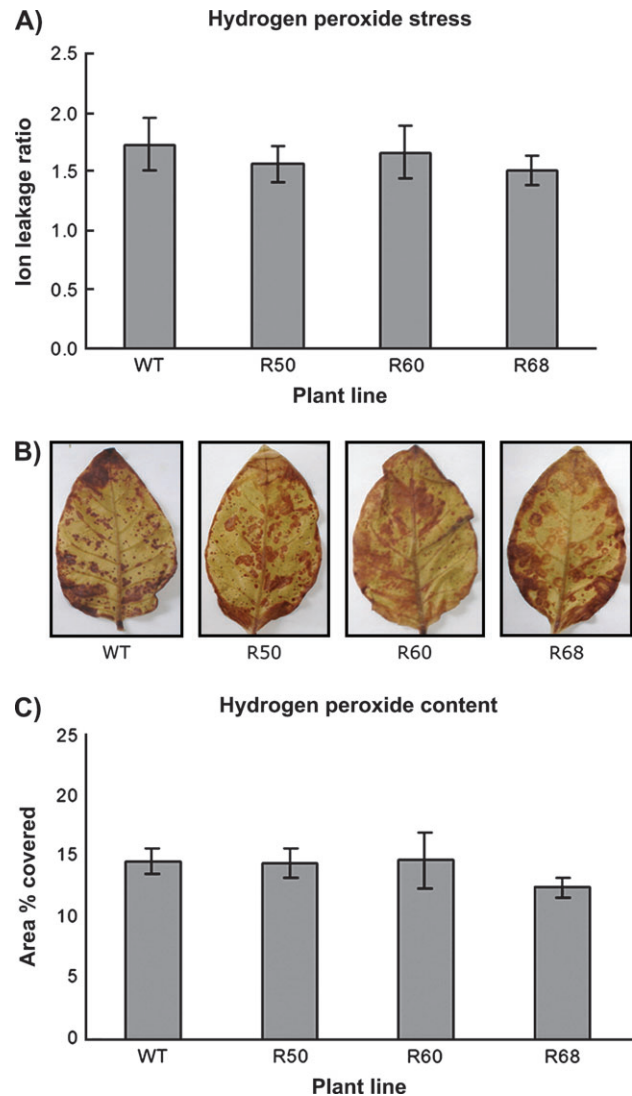 A)
Hydrogen peroxide stress
2.5
2.0
1.5
1.0
0.5
0.0
Ion leakage ratio
WT R50 R60 R68
Plant line
B)
WT R50 R60 R68
C)
Hydrogen peroxide content
25
20
15
10
5
0
Area % covered
WT R50 R60 R68
Plant line